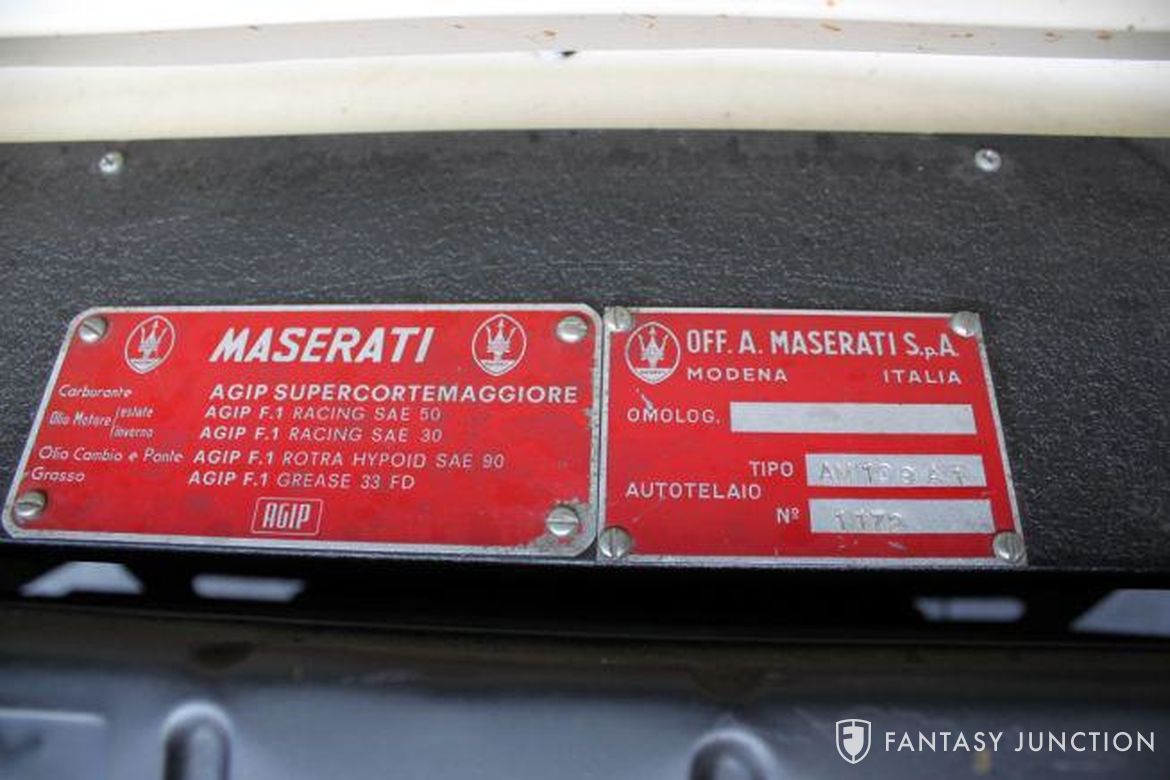 MASERATI
Carburante AGIP SUPERCORTEMAGGIORE
Olio Motore estate AGIP F.1 RACING SAE 50
inverno AGIP F.1 RACING SAE 30
Olio Cambio e Ponte AGIP F.1 ROTRA HYPOID SAE 90
Grasso AGIP F.1 GREASE 33 FD
AGIP
OFF. A. MASERATI S.p.A.
MODENA ITALIA
OMOLOG.
TIPO
AUTOTELAIO
Nº
FANTASY JUNCTION